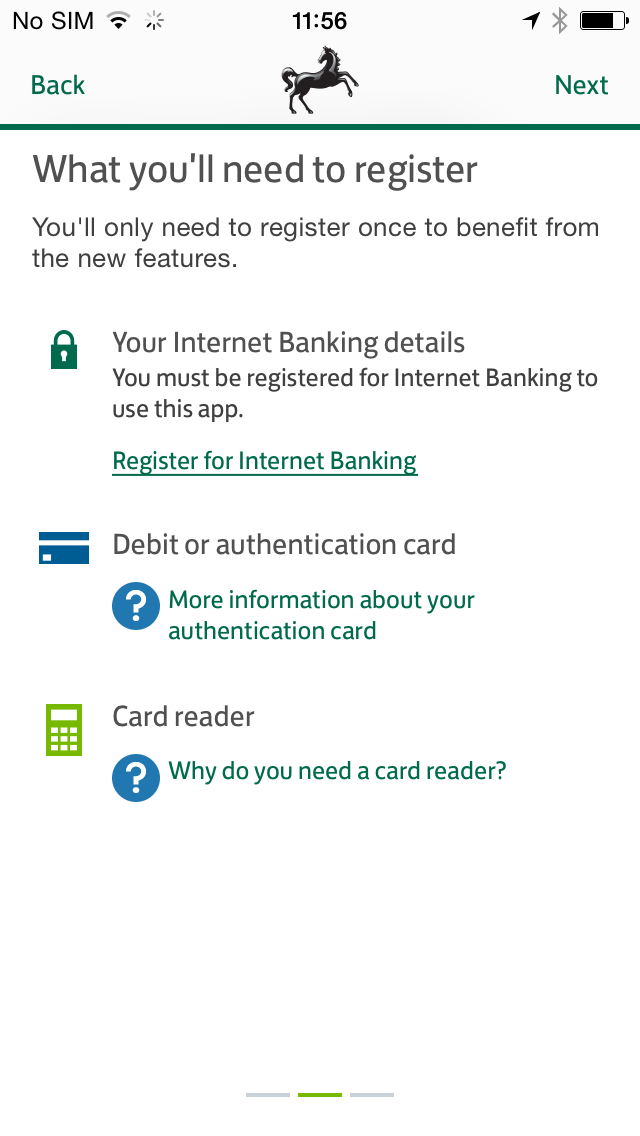 No SIM 11:56
Back Next
What you'll need to register
You'll only need to register once to benefit from
the new features.
Your Internet Banking details
You must be registered for Internet Banking to
use this app.
Register for Internet Banking
Debit or authentication card
? More information about your
authentication card
Card reader
? Why do you need a card reader?